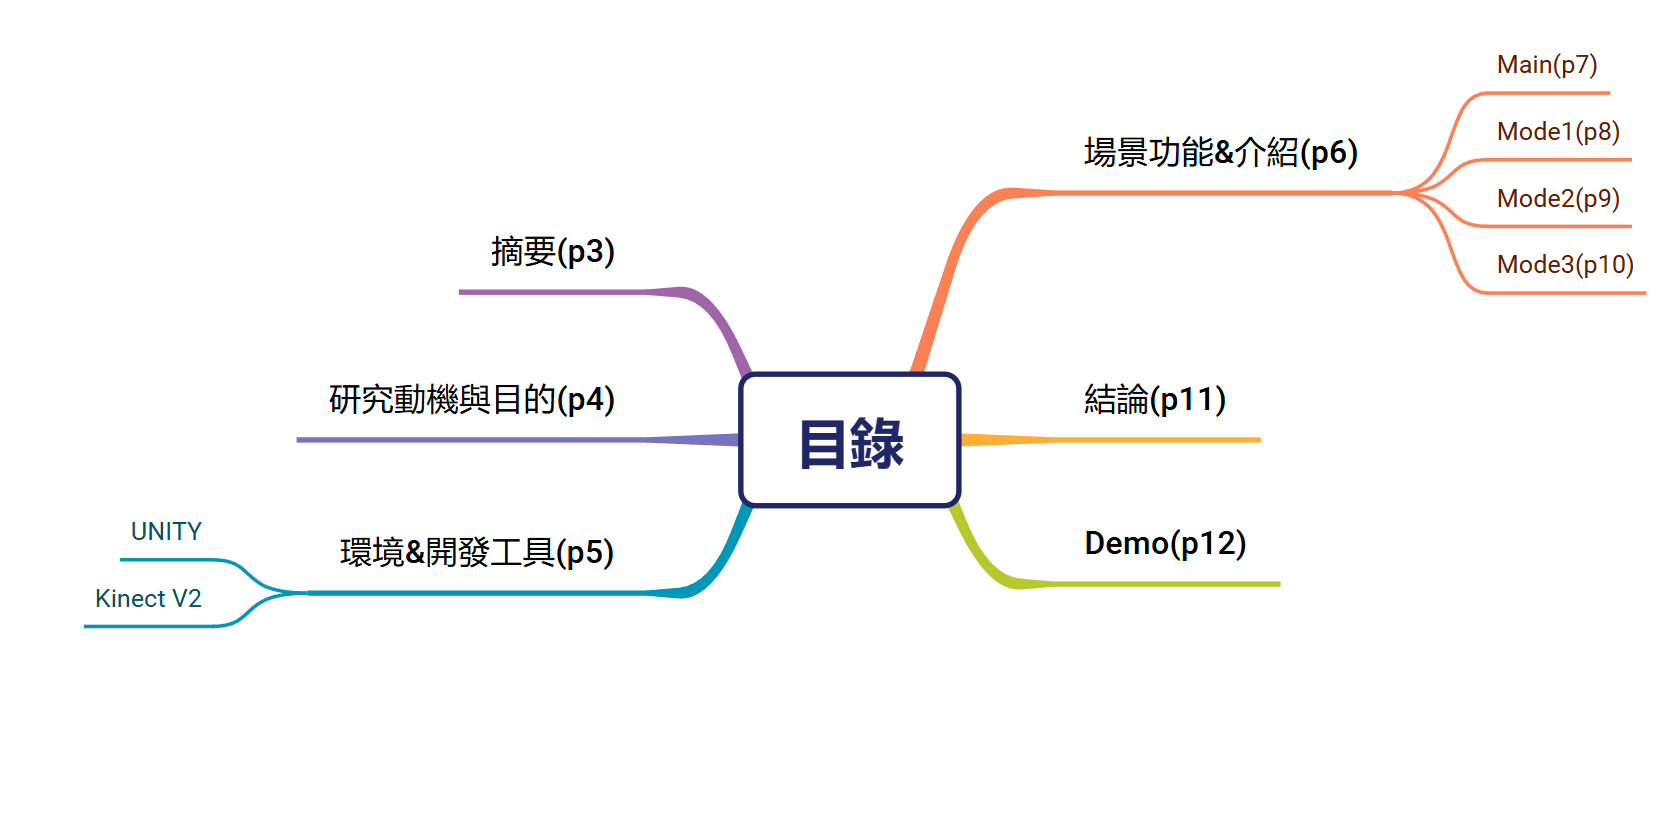 目錄
摘要(p3)
研究動機與目的(p4)
環境&開發工具(p5)
UNITY
Kinect V2
場景功能&介紹(p6)
Main(p7)
Mode1(p8)
Mode2(p9)
Mode3(p10)
結論(p11)
Demo(p12)